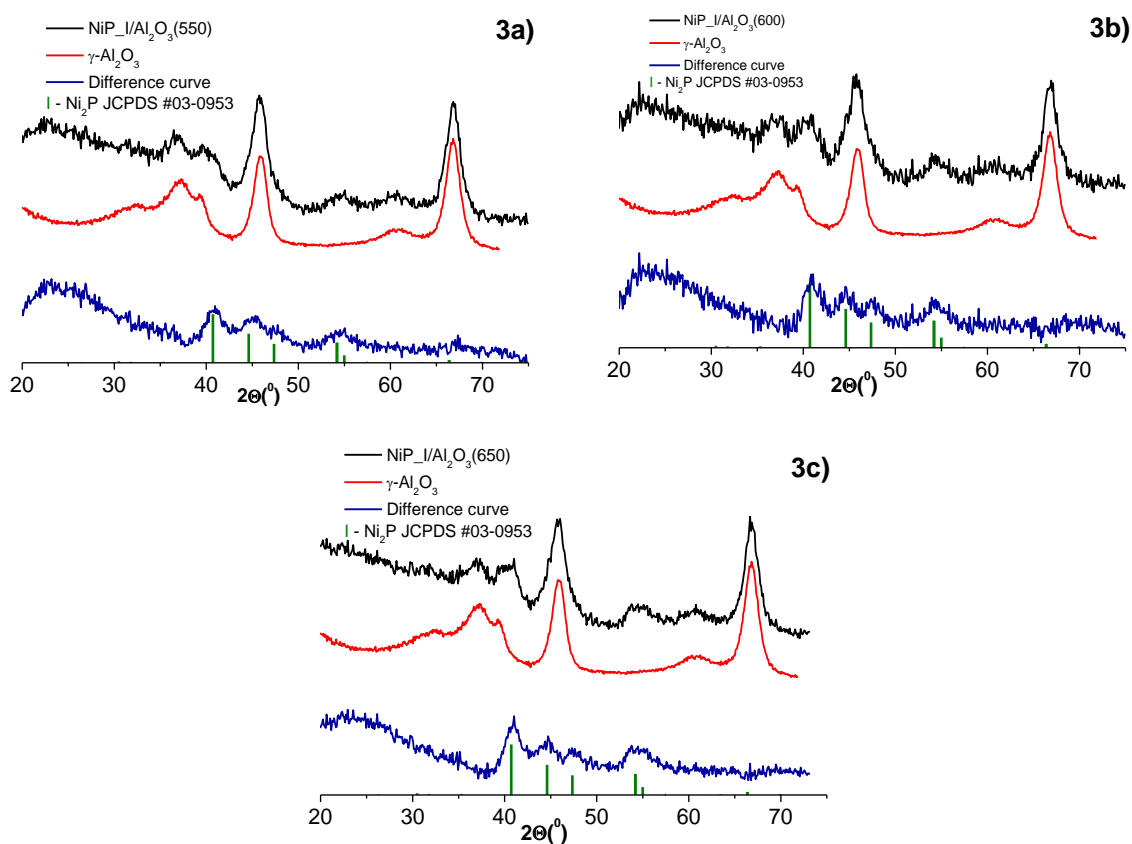 3a)
NiP_I/Al₂O₃(550)
γ-Al₂O₃
Difference curve
I - Ni₂P JCPDS #03-0953
20 30 40 50 60 70
2Θ(⁰)
3b)
NiP_I/Al₂O₃(600)
γ-Al₂O₃
Difference curve
I - Ni₂P JCPDS #03-0953
20 30 40 50 60 70
2Θ(⁰)
3c)
NiP_I/Al₂O₃(650)
γ-Al₂O₃
Difference curve
I - Ni₂P JCPDS #03-0953
20 30 40 50 60 70
2Θ(⁰)